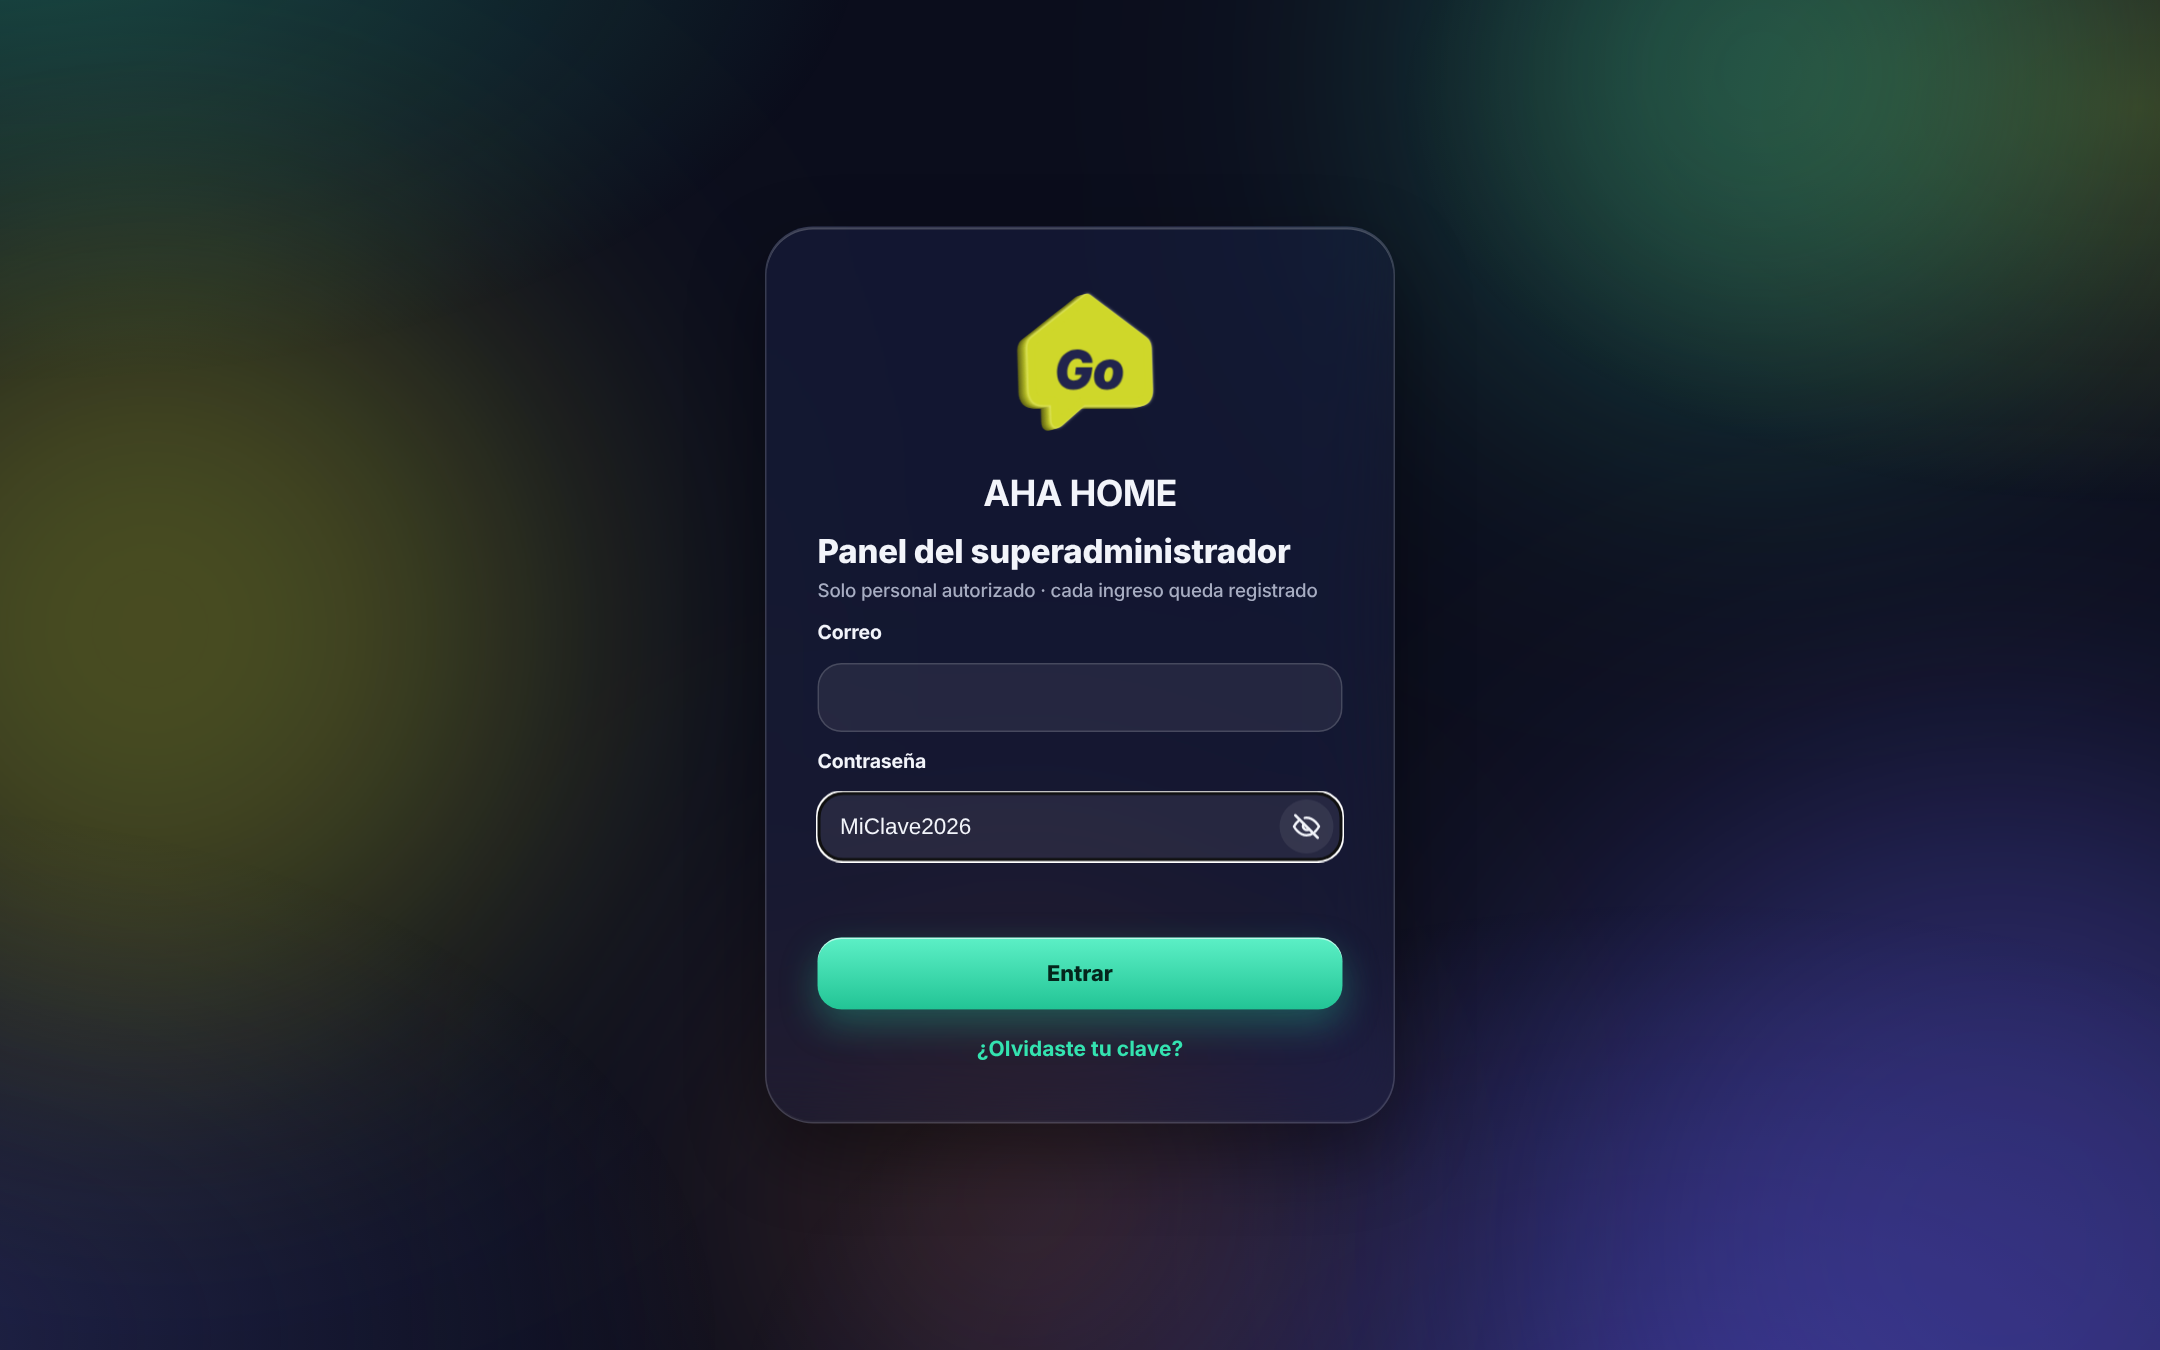 Go
AHA HOME
Panel del superadministrador
Solo personal autorizado · cada ingreso queda registrado
Correo
Contraseña
MiClave2026
Entrar
¿Olvidaste tu clave?